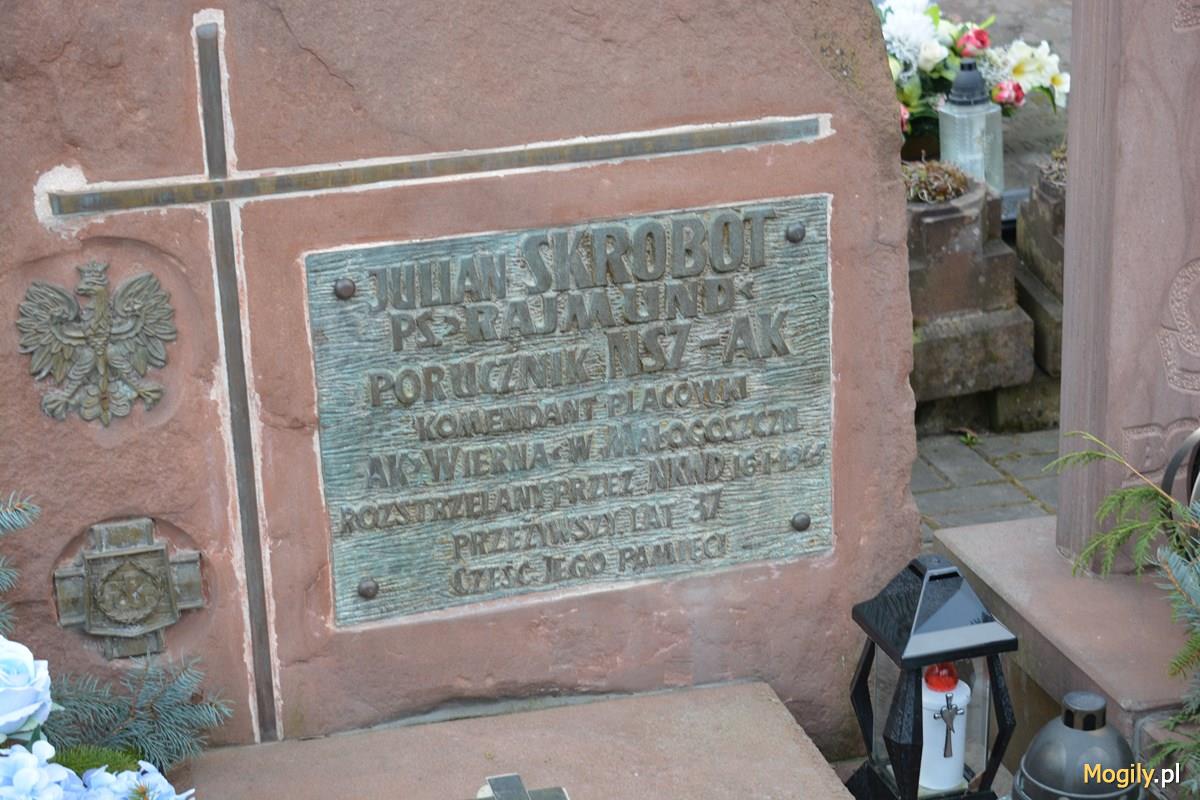 JULIAN SKROBOT
PS. >RAJMUND<
PORUCZNIK NSZ-AK
KOMENDANT PLACÓWKI
AK >WIERNA< W MAŁOGOSZCZU
ROZSTRZELANY PRZEZ NKWD 16·I·1945
PRZEŻYWSZY LAT 37
CZEŚĆ JEGO PAMIĘCI
Mogily.pl